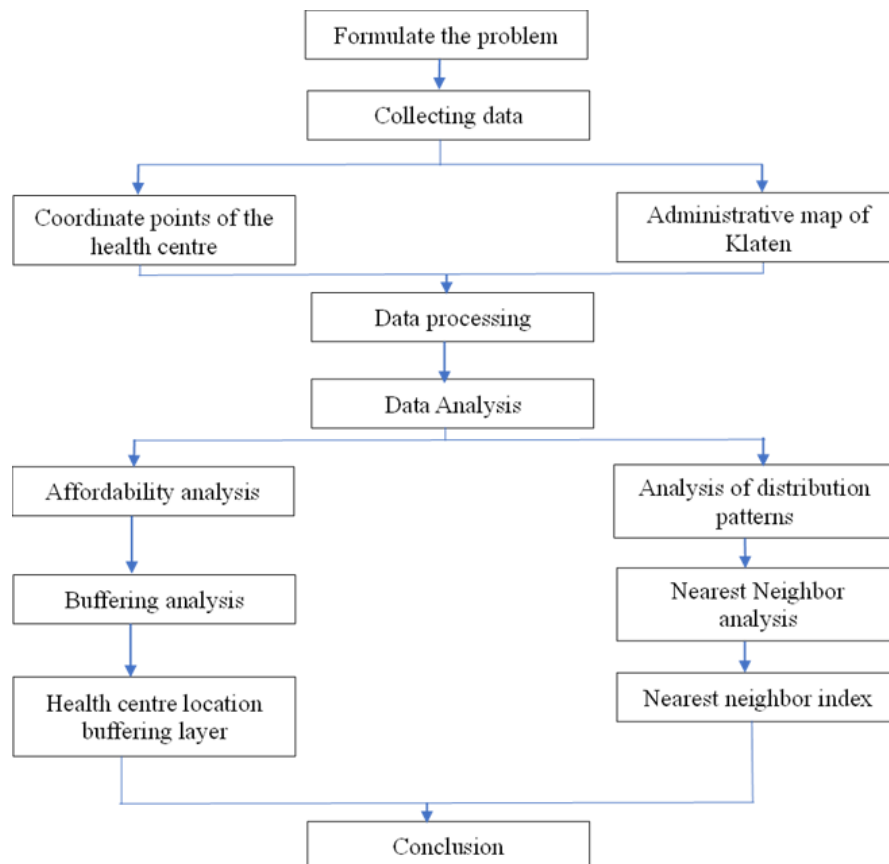 Formulate the problem
Collecting data
Coordinate points of the
health centre
Administrative map of
Klaten
Data processing
Data Analysis
Affordability analysis
Analysis of distribution
patterns
Buffering analysis
Nearest Neighbor
analysis
Health centre location
buffering layer
Nearest neighbor index
Conclusion